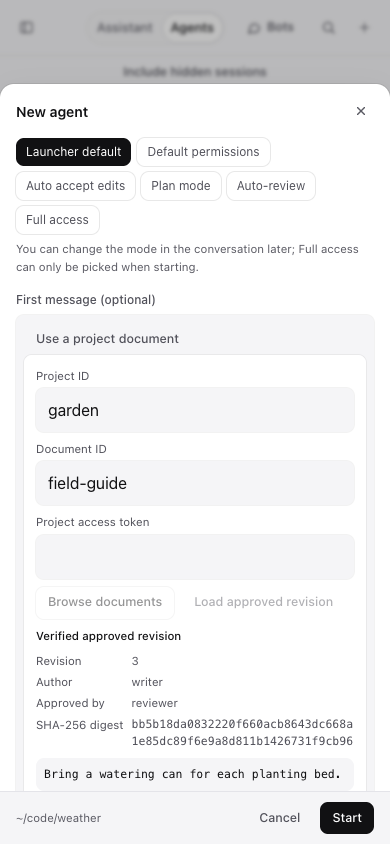 Assistant Agents Bots
Include hidden sessions
New agent
Launcher default Default permissions
Auto accept edits Plan mode Auto-review
Full access
You can change the mode in the conversation later; Full access
can only be picked when starting.
First message (optional)
Use a project document
Project ID
garden
Document ID
field-guide
Project access token
Browse documents Load approved revision
Verified approved revision
Revision 3
Author writer
Approved by reviewer
SHA-256 digest bb5b18da0832220f660acb8643dc668a
1e85dc89f6e9a8d811b1426731f9cb96
Bring a watering can for each planting bed.
~/code/weather Cancel Start